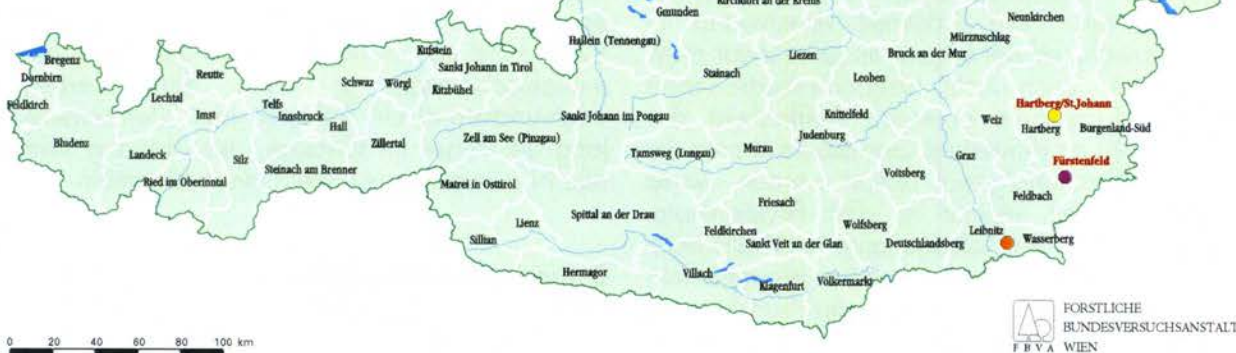 Kirchdorf an der Krems
Gmunden
Neunkirchen
Hallein (Tennengau)
Mürzzuschlag
Kufstein
Bruck an der Mur
Liezen
Bregenz
Sankt Johann in Tirol
Stainach
Leoben
Dornbirn
Reutte
Schwaz
Wörgl
Kitzbühel
Lechtal
Feldkirch
Telfs
Hartberg/St.Johann
Imst
Innsbruck
Sankt Johann im Pongau
Knittelfeld
Weiz
Hall
Hartberg
Burgenland-Süd
Judenburg
Bludenz
Zillertal
Zell am See (Pinzgau)
Murau
Landeck
Tamsweg (Lungau)
Graz
Silz
Fürstenfeld
Steinach am Brenner
Voitsberg
Ried im Oberinntal
Matrei in Osttirol
Feldbach
Friesach
Spittal an der Drau
Lienz
Wolfsberg
Feldkirchen
Leibnitz
Sillian
Sankt Veit an der Glan
Deutschlandsberg
Wasserberg
Hermagor
Villach
Völkermarkt
Klagenfurt
FORSTLICHE
BUNDESVERSUCHSANSTALT
FBVA WIEN
0 20 40 60 80 100 km